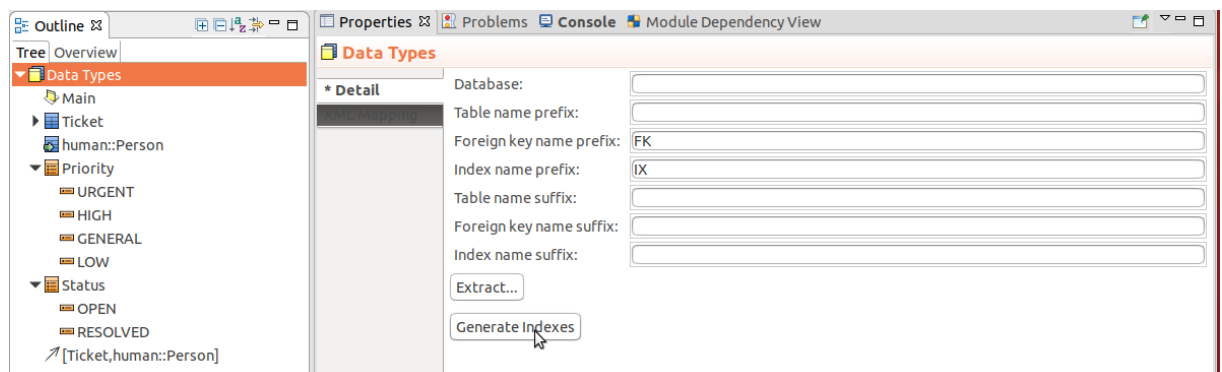 Outline
Tree Overview
Data Types
Main
Ticket
human::Person
Priority
URGENT
HIGH
GENERAL
LOW
Status
OPEN
RESOLVED
[Ticket,human::Person]
Properties Problems Console Module Dependency View
Data Types
* Detail
XML Mapping
Database:
Table name prefix:
Foreign key name prefix: FK
Index name prefix: IX
Table name suffix:
Foreign key name suffix:
Index name suffix:
Extract...
Generate Indexes